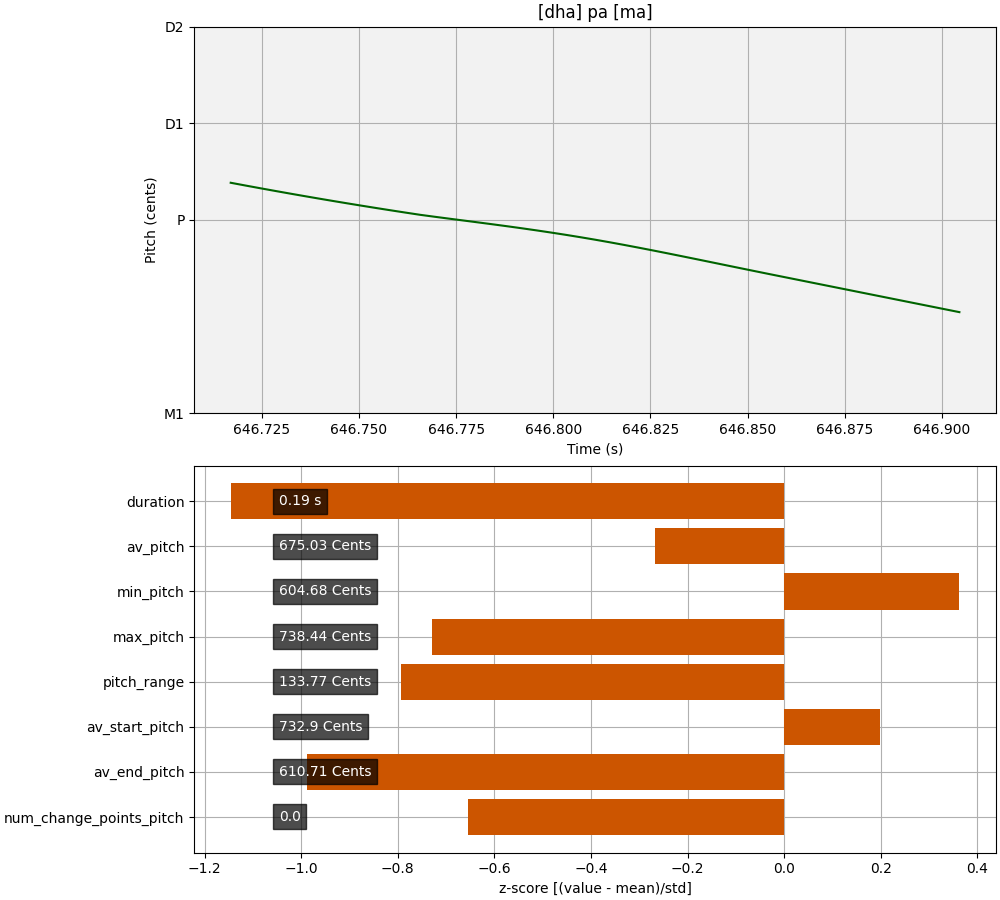 [dha] pa [ma]
D2
D1
P
M1
Pitch (cents)
646.725 646.750 646.775 646.800 646.825 646.850 646.875 646.900
Time (s)
duration 0.19 s
av_pitch 675.03 Cents
min_pitch 604.68 Cents
max_pitch 738.44 Cents
pitch_range 133.77 Cents
av_start_pitch 732.9 Cents
av_end_pitch 610.71 Cents
num_change_points_pitch 0.0
−1.2 −1.0 −0.8 −0.6 −0.4 −0.2 0.0 0.2 0.4
z-score [(value - mean)/std]